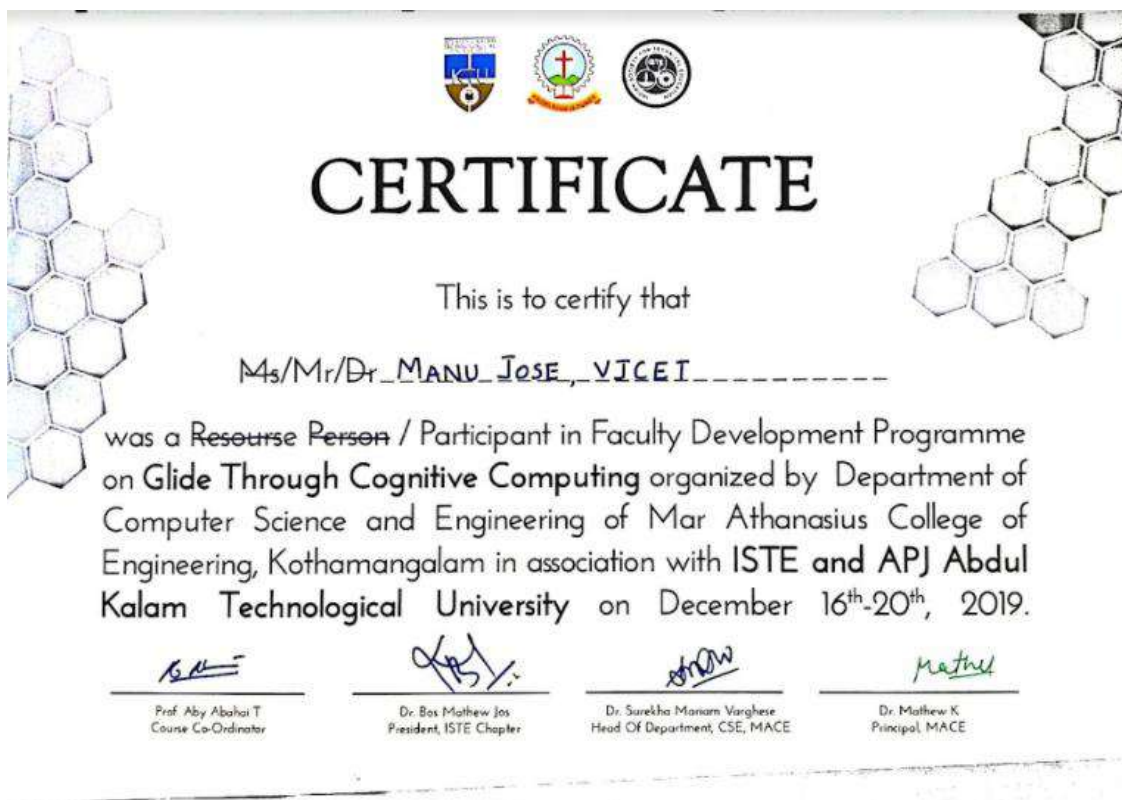 KTU
ISTE
CERTIFICATE
This is to certify that
Ms/Mr/Dr MANU JOSE, VJCET
was a Resourse Person / Participant in Faculty Development Programme
on Glide Through Cognitive Computing organized by Department of
Computer Science and Engineering of Mar Athanasius College of
Engineering, Kothamangalam in association with ISTE and APJ Abdul
Kalam Technological University on December 16th-20th, 2019.
Prof. Aby Abahai T
Course Co-Ordinator
Dr. Bos Mathew Jos
President, ISTE Chapter
Dr. Surekha Mariam Varghese
Head Of Department, CSE, MACE
Mathew
Dr. Mathew K
Principal, MACE